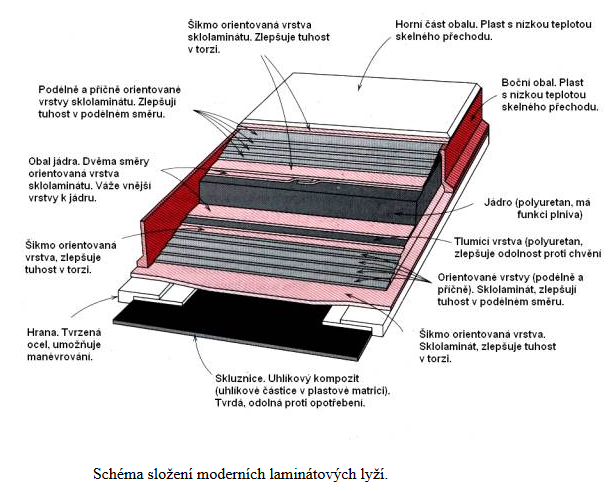 Šikmo orientovaná vrstva
sklolaminátu. Zlepšuje tuhost
v torzi.
Horní část obalu. Plast s nízkou teplotou
skelného přechodu.
Podélně a příčně orientované
vrstvy sklolaminátu. Zlepšují
tuhost v podélném směru.
Boční obal. Plast
s nízkou teplotou
skelného přechodu.
Obal jádra. Dvěma směry
orientovaná vrstva
sklolaminátu. Váže vnější
vrstvy k jádru.
Jádro (polyuretan, má
funkci plniva)
Tlumící vrstva (polyuretan,
zlepšuje odolnost proti chvění
Šikmo orientovaná
vrstva, zlepšuje
tuhost v torzi.
Orientované vrstvy (podélně a
příčně). Sklolaminát, zlepšují
tuhost v podélném směru.
Hrana. Tvrzená
ocel, umožňuje
manévrování.
Šikmo orientovaná vrstva.
Sklolaminát, zlepšuje tuhost
v torzi.
Skluznice. Uhlíkový kompozit
(uhlíkové částice v plastové matrici).
Tvrdá, odolná proti opotřebení.
Schéma složení moderních laminátových lyží.